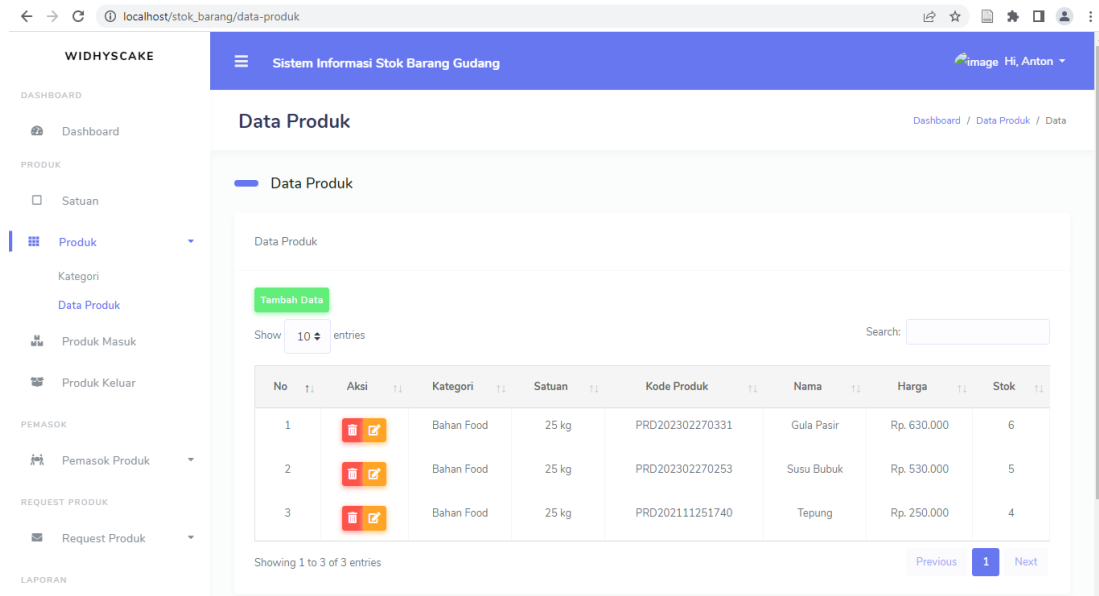 localhost/stok_barang/data-produk
WIDHYSCAKE
Sistem Informasi Stok Barang Gudang
image Hi, Anton
DASHBOARD
Dashboard
Data Produk
Dashboard / Data Produk / Data
PRODUK
Satuan
Produk
Kategori
Data Produk
Produk Masuk
Produk Keluar
PEMASOK
Pemasok Produk
REQUEST PRODUK
Request Produk
LAPORAN
Data Produk
Data Produk
Tambah Data
Show 10 entries
Search:
No Aksi Kategori Satuan Kode Produk Nama Harga Stok
1 Bahan Food 25 kg PRD202302270331 Gula Pasir Rp. 630.000 6
2 Bahan Food 25 kg PRD202302270253 Susu Bubuk Rp. 530.000 5
3 Bahan Food 25 kg PRD202111251740 Tepung Rp. 250.000 4
Showing 1 to 3 of 3 entries
Previous 1 Next